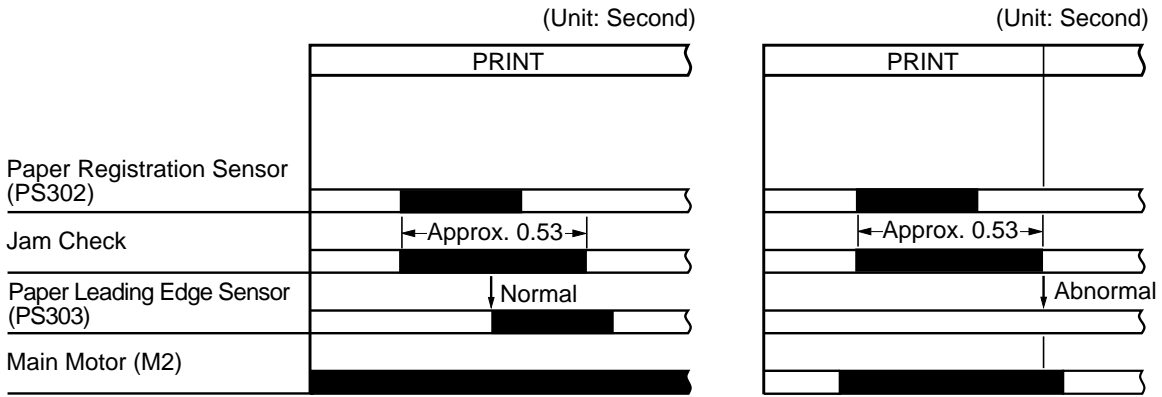 (Unit: Second) (Unit: Second)
PRINT PRINT
Paper Registration Sensor
(PS302)
Approx. 0.53 Approx. 0.53
Jam Check
Paper Leading Edge Sensor
(PS303)
Normal Abnormal
Main Motor (M2)